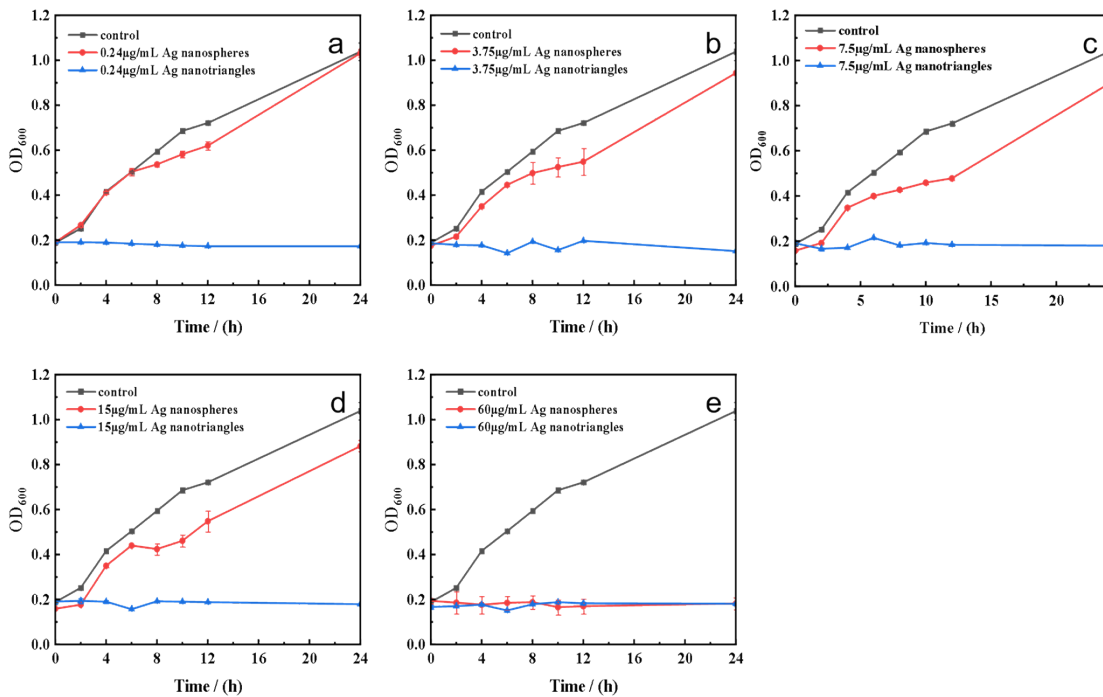 a
control
0.24μg/mL Ag nanospheres
0.24μg/mL Ag nanotriangles
OD600
1.2
1.0
0.8
0.6
0.4
0.2
0.0
0 4 8 12 16 20 24
Time / (h)
b
control
3.75μg/mL Ag nanospheres
3.75μg/mL Ag nanotriangles
OD600
1.2
1.0
0.8
0.6
0.4
0.2
0.0
0 4 8 12 16 20 24
Time / (h)
c
control
7.5μg/mL Ag nanospheres
7.5μg/mL Ag nanotriangles
OD600
1.2
1.0
0.8
0.6
0.4
0.2
0.0
0 5 10 15 20
Time / (h)
d
control
15μg/mL Ag nanospheres
15μg/mL Ag nanotriangles
OD600
1.2
1.0
0.8
0.6
0.4
0.2
0.0
0 4 8 12 16 20 24
Time / (h)
e
control
60μg/mL Ag nanospheres
60μg/mL Ag nanotriangles
OD600
1.2
1.0
0.8
0.6
0.4
0.2
0.0
0 4 8 12 16 20 24
Time / (h)